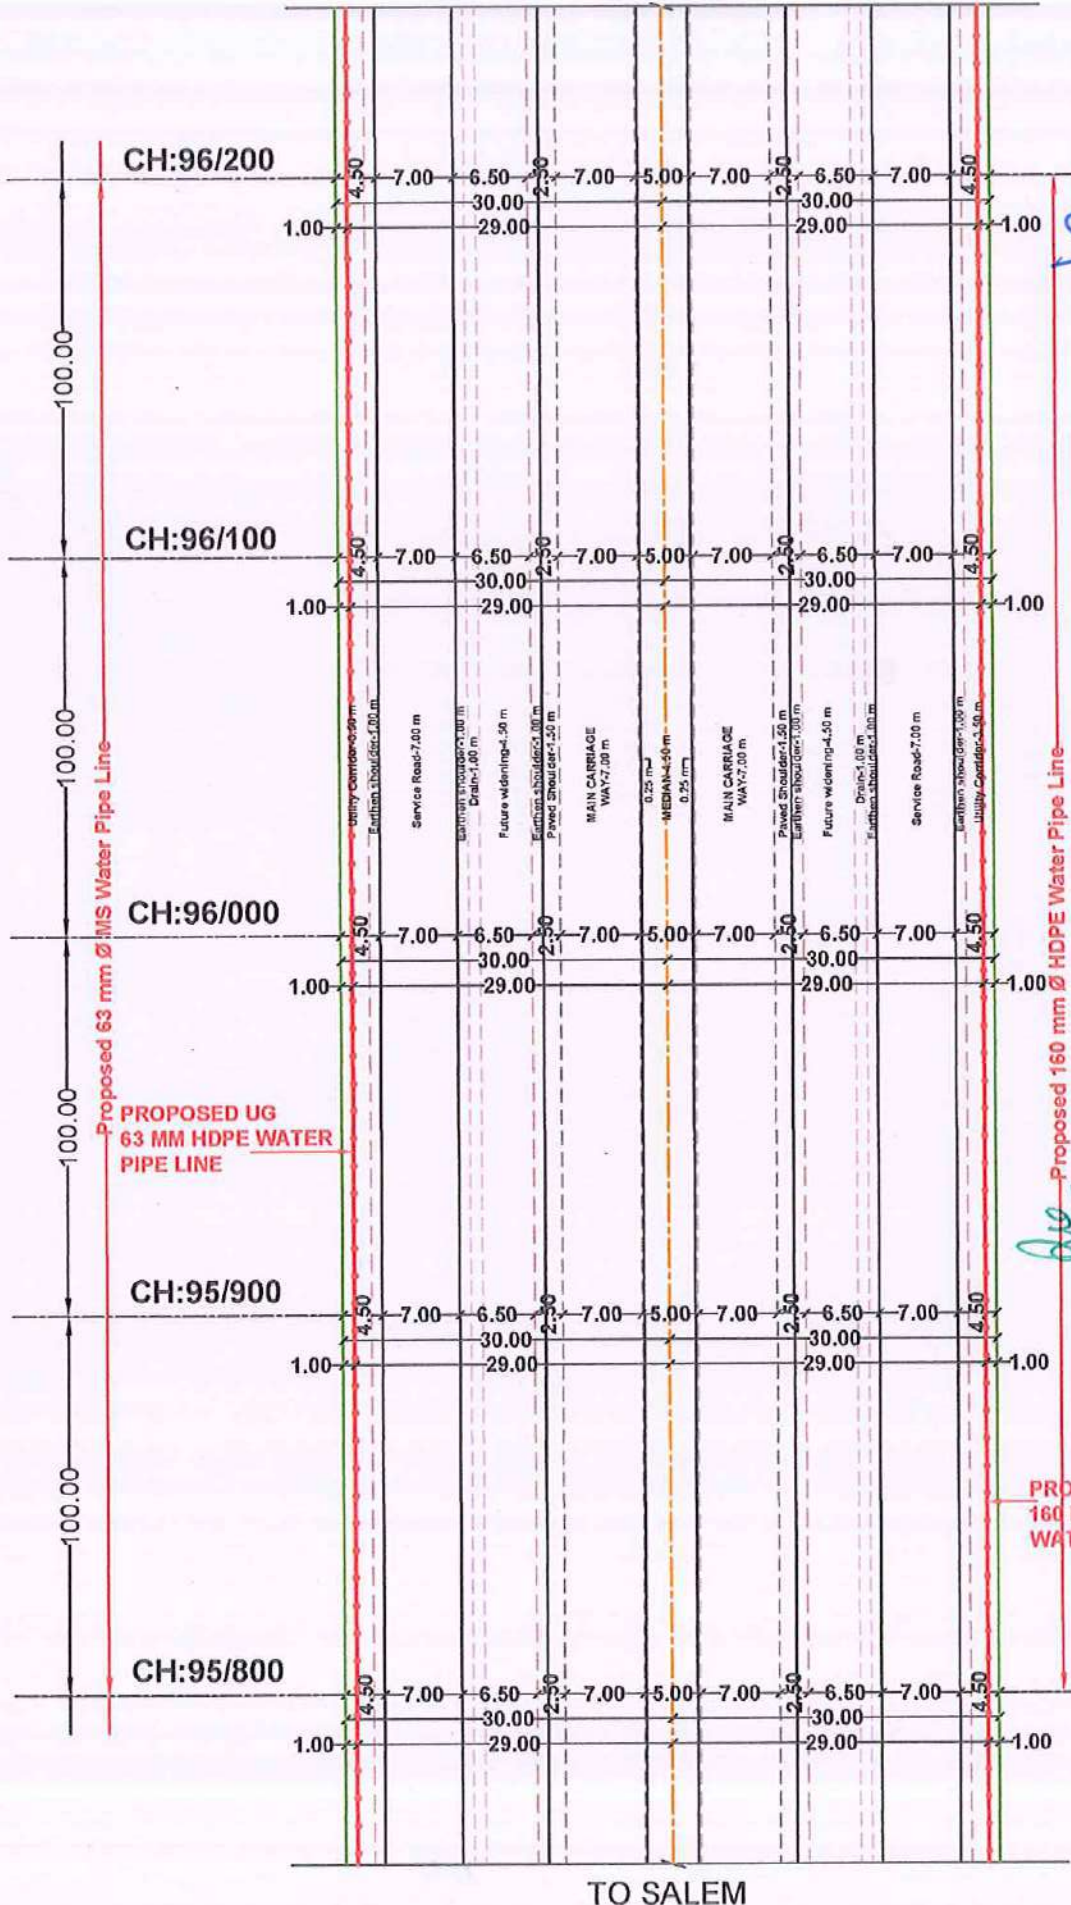 CH:96/200
4.50 7.00 6.50 2.50 7.00 5.00 7.00 2.50 6.50 7.00 4.50
30.00 30.00
1.00 29.00 29.00 1.00
100.00
CH:96/100
4.50 7.00 6.50 2.50 7.00 5.00 7.00 2.50 6.50 7.00 4.50
30.00 30.00
1.00 29.00 29.00 1.00
100.00
Proposed 63 mm Ø MS Water Pipe Line
Earthen shoulder-1.00 m
Service Road-7.00 m
Earthen shoulder-1.00 m
Drain-1.00 m
Future widening-4.50 m
Earthen shoulder-1.00 m
Paved Shoulder-1.50 m
MAIN CARRIAGE
WAY-7.00 m
0.25 m
MEDIAN-4.50 m
0.25 m
MAIN CARRIAGE
WAY-7.00 m
Paved Shoulder-1.50 m
Earthen shoulder-1.00 m
Future widening-4.50 m
Drain-1.00 m
Earthen shoulder-1.00 m
Service Road-7.00 m
Earthen shoulder-1.00 m
Utility Corridor-3.50 m
Proposed 160 mm Ø HDPE Water Pipe Line
CH:96/000
4.50 7.00 6.50 2.50 7.00 5.00 7.00 2.50 6.50 7.00 4.50
30.00 30.00
1.00 29.00 29.00 1.00
100.00
PROPOSED UG
63 MM HDPE WATER
PIPE LINE
CH:95/900
4.50 7.00 6.50 2.50 7.00 5.00 7.00 2.50 6.50 7.00 4.50
30.00 30.00
1.00 29.00 29.00 1.00
100.00
PRO
160
WAT
CH:95/800
4.50 7.00 6.50 2.50 7.00 5.00 7.00 2.50 6.50 7.00 4.50
30.00 30.00
1.00 29.00 29.00 1.00
TO SALEM